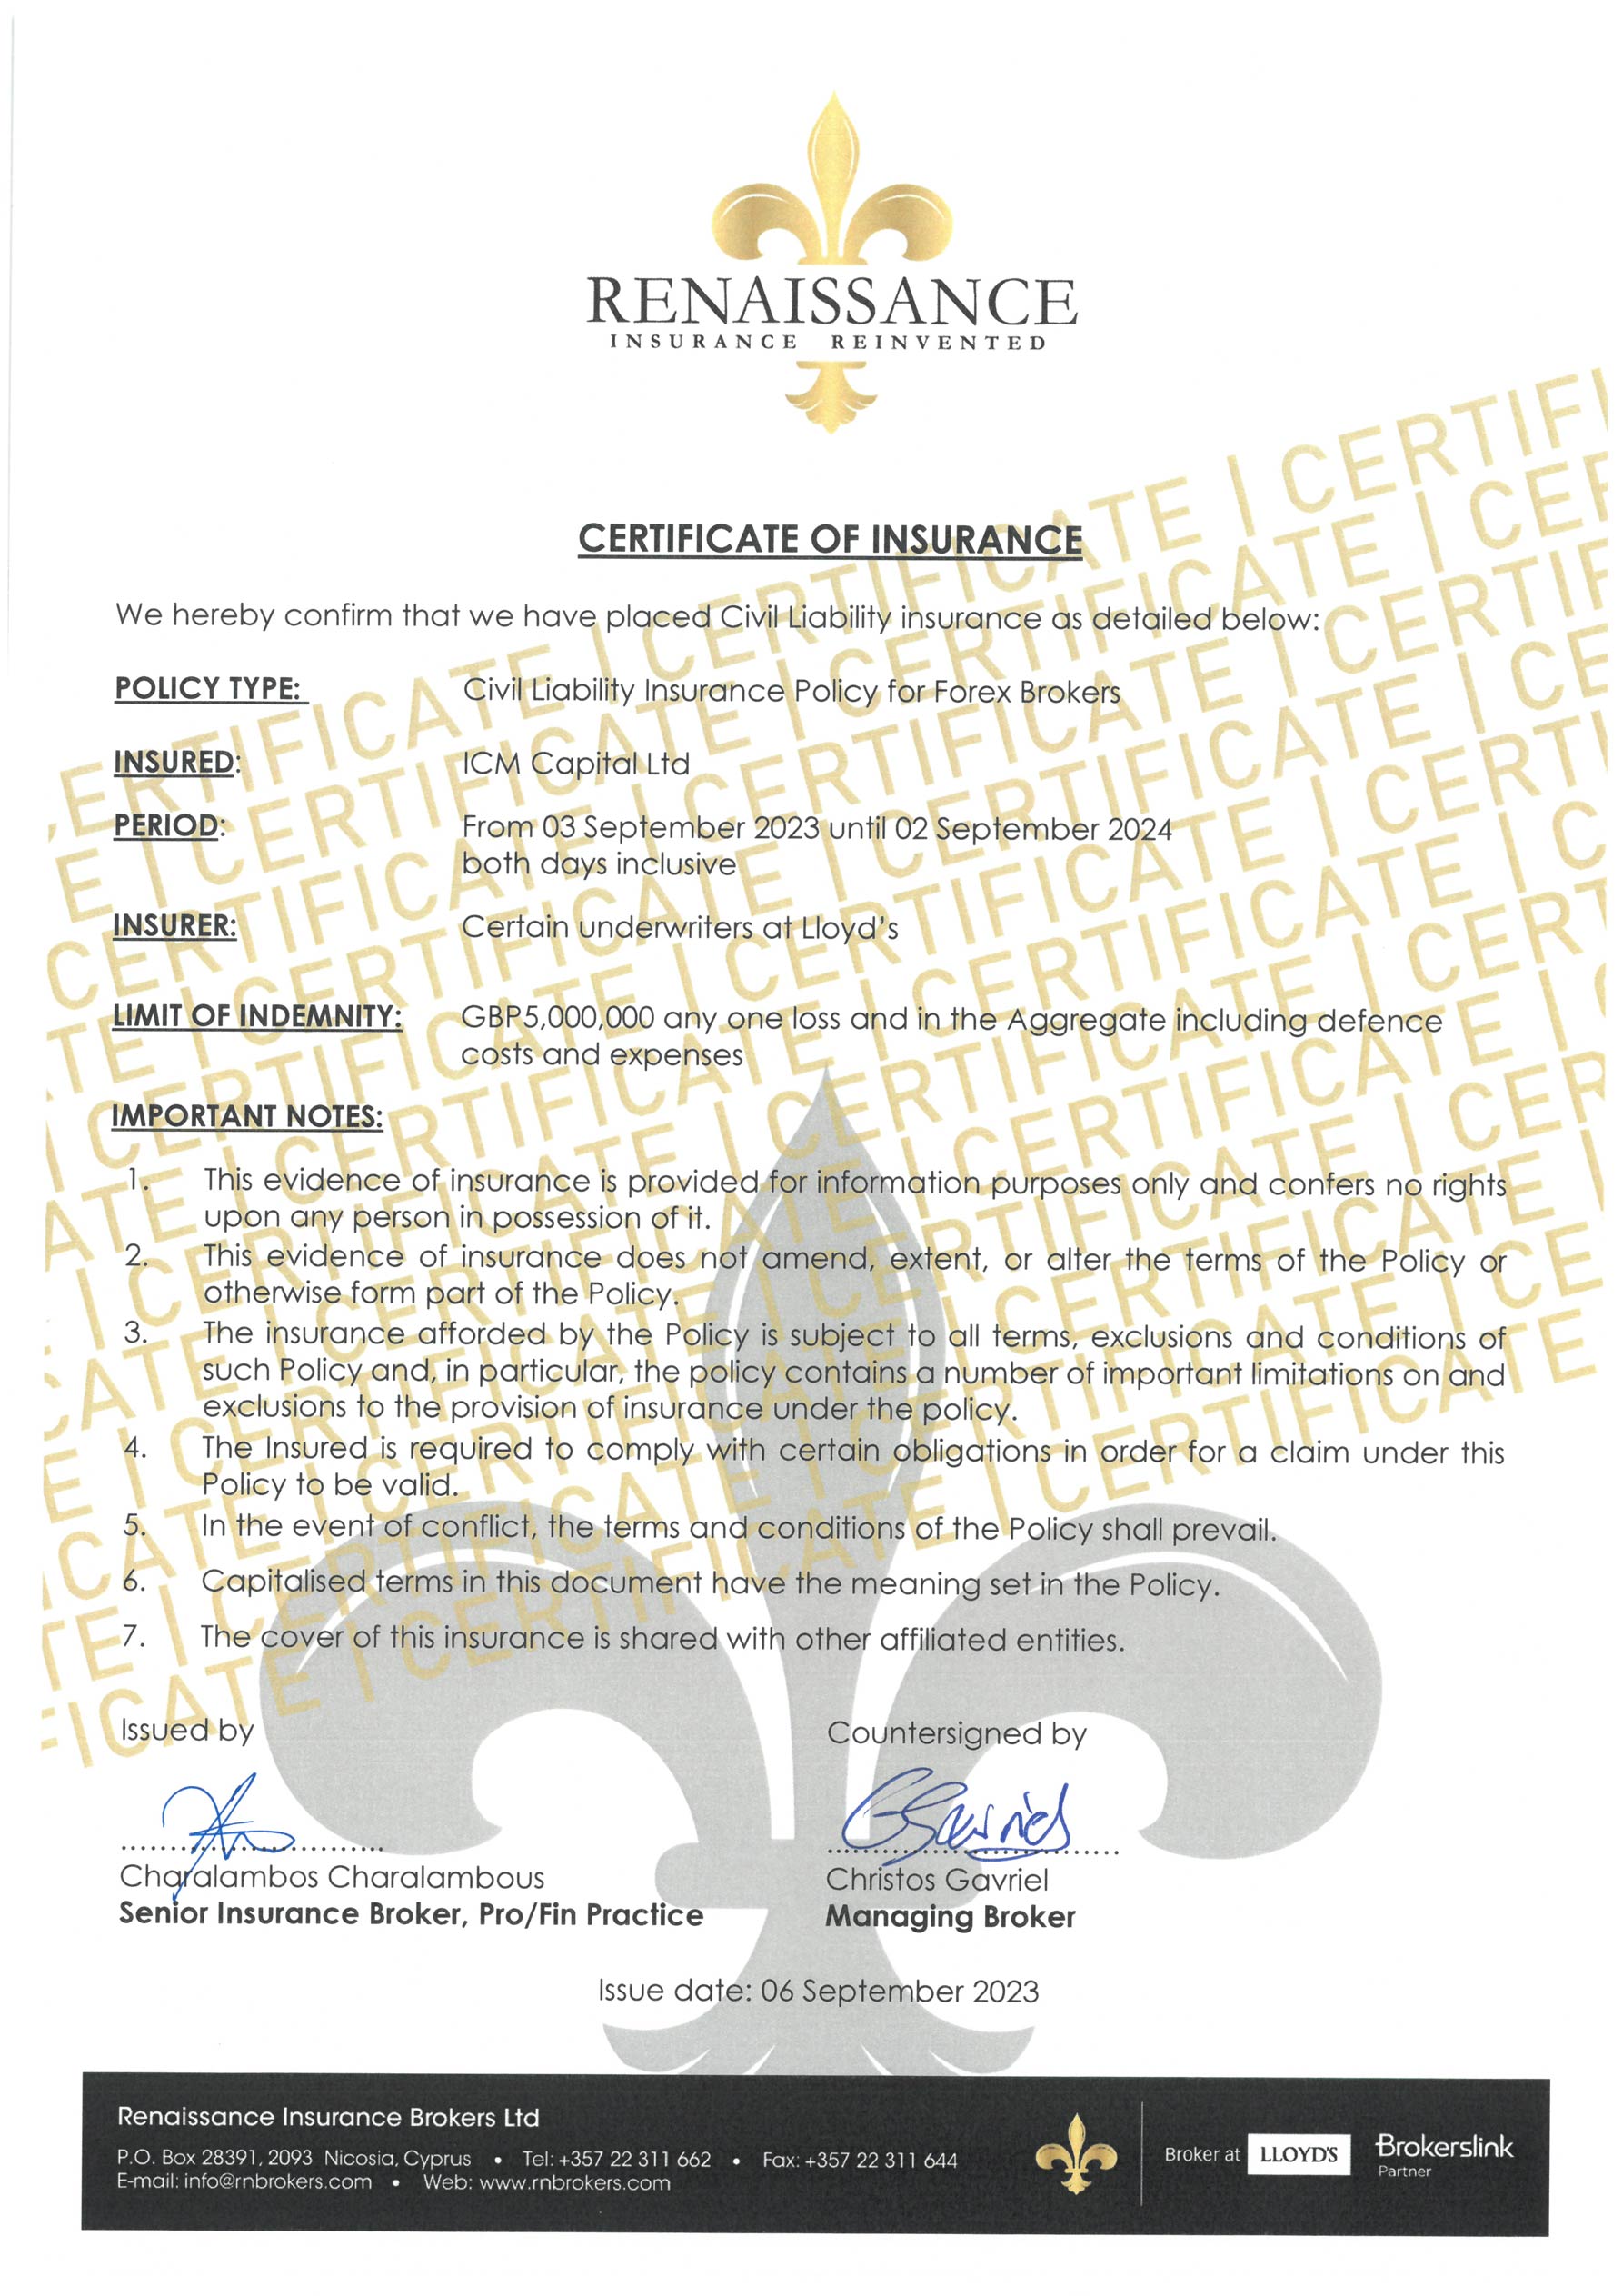 RENAISSANCE
INSURANCE REINVENTED
CERTIFICATE OF INSURANCE
We hereby confirm that we have placed Civil Liability insurance as detailed below:
POLICY TYPE: Civil Liability Insurance Policy for Forex Brokers
INSURED: ICM Capital Ltd
PERIOD: From 03 September 2023 until 02 September 2024
both days inclusive
INSURER: Certain underwriters at Lloyd's
LIMIT OF INDEMNITY: GBP5,000,000 any one loss and in the Aggregate including defence
costs and expenses
IMPORTANT NOTES:
1. This evidence of insurance is provided for information purposes only and confers no rights
upon any person in possession of it.
2. This evidence of insurance does not amend, extent, or alter the terms of the Policy or
otherwise form part of the Policy.
3. The insurance afforded by the Policy is subject to all terms, exclusions and conditions of
such Policy and, in particular, the policy contains a number of important limitations on and
exclusions to the provision of insurance under the policy.
4. The Insured is required to comply with certain obligations in order for a claim under this
Policy to be valid.
5. In the event of conflict, the terms and conditions of the Policy shall prevail.
6. Capitalised terms in this document have the meaning set in the Policy.
7. The cover of this insurance is shared with other affiliated entities.
Issued by Countersigned by
Charalambos Charalambous Christos Gavriel
Senior Insurance Broker, Pro/Fin Practice Managing Broker
Issue date: 06 September 2023
Renaissance Insurance Brokers Ltd
P.O. Box 28391, 2093 Nicosia, Cyprus • Tel: +357 22 311 662 • Fax: +357 22 311 644
E-mail: info@rnbrokers.com • Web: www.rnbrokers.com
Broker at LLOYD'S Brokerslink
Partner